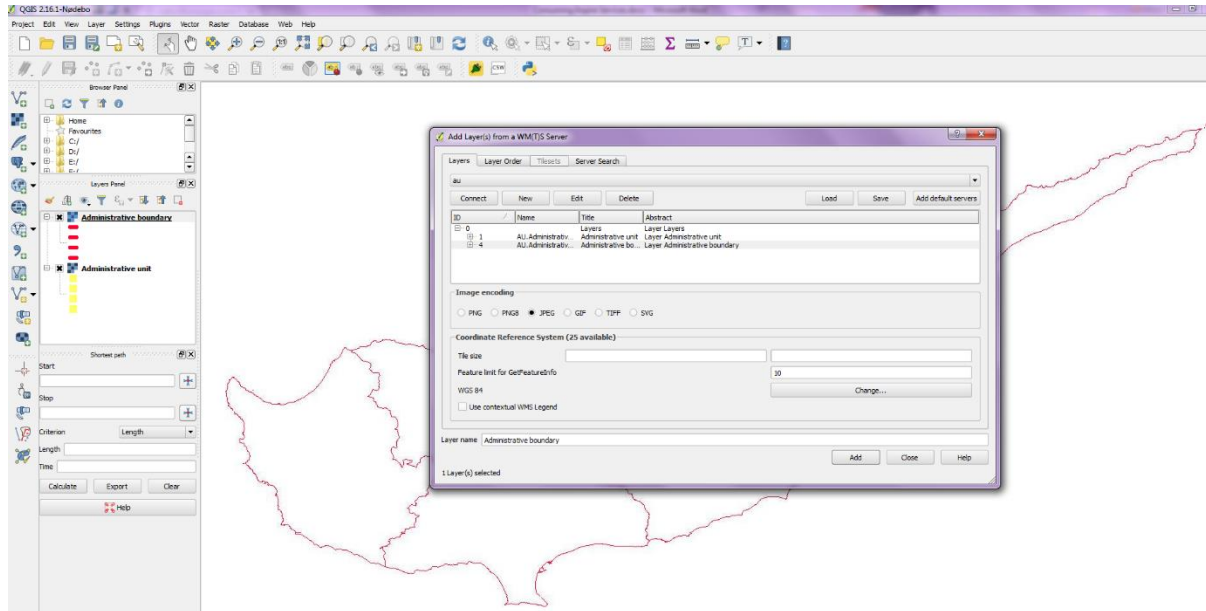 QGIS 2.16.1-Nødebo
Project Edit View Layer Settings Plugins Vector Raster Database Web Help
CSW
Browser Panel
Home
Favourites
C:/
D:/
E:/
F:/
Layers Panel
Administrative boundary
Administrative unit
Shortest path
Start
Stop
Criterion Length
Length
Time
Calculate Export Clear
Help
Add Layer(s) from a WM(T)S Server
Layers Layer Order Tilesets Server Search
au
Connect New Edit Delete Load Save Add default servers
ID Name Title Abstract
0 Layers Layer Layers
1 AU.Administrativ... Administrative unit Layer Administrative unit
4 AU.Administrativ... Administrative bo... Layer Administrative boundary
Image encoding
PNG PNG8 JPEG GIF TIFF SVG
Coordinate Reference System (25 available)
Tile size
Feature limit for GetFeatureInfo 10
WGS 84 Change...
Use contextual WMS Legend
Layer name Administrative boundary
Add Close Help
1 Layer(s) selected